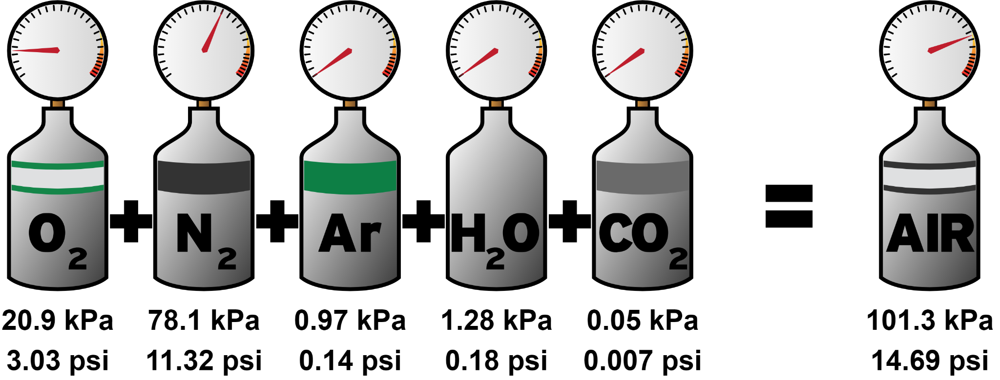 O2 + N2 + Ar + H2O + CO2 = AIR
20.9 kPa 78.1 kPa 0.97 kPa 1.28 kPa 0.05 kPa 101.3 kPa
3.03 psi 11.32 psi 0.14 psi 0.18 psi 0.007 psi 14.69 psi